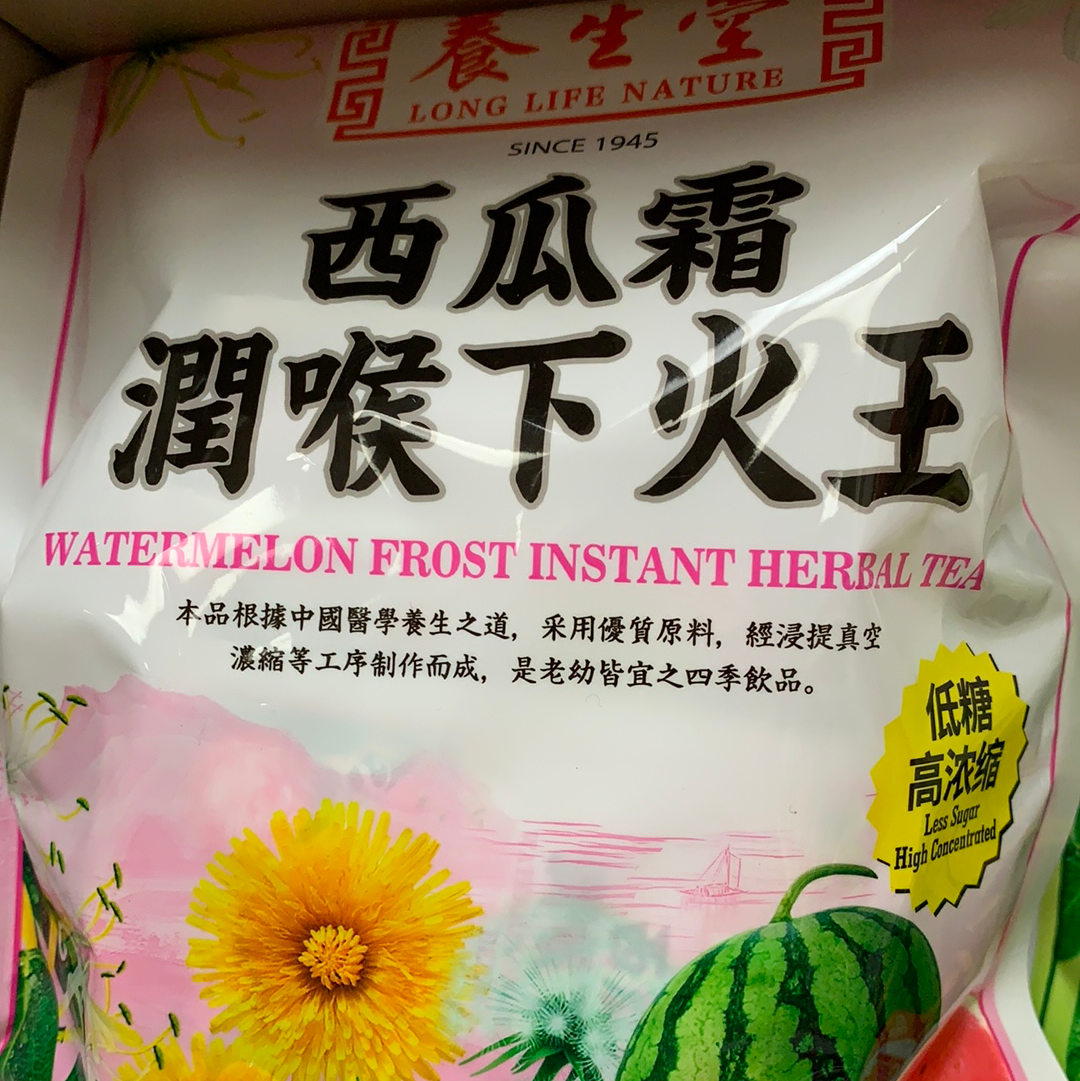 養生堂
LONG LIFE NATURE
SINCE 1945
西瓜霜
潤喉下火王
WATERMELON FROST INSTANT HERBAL TEA
本品根據中國醫學養生之道，采用優質原料，經浸提真空
濃縮等工序制作而成，是老幼皆宜之四季飲品。
低糖
高浓缩
Less Sugar
High Concentrated